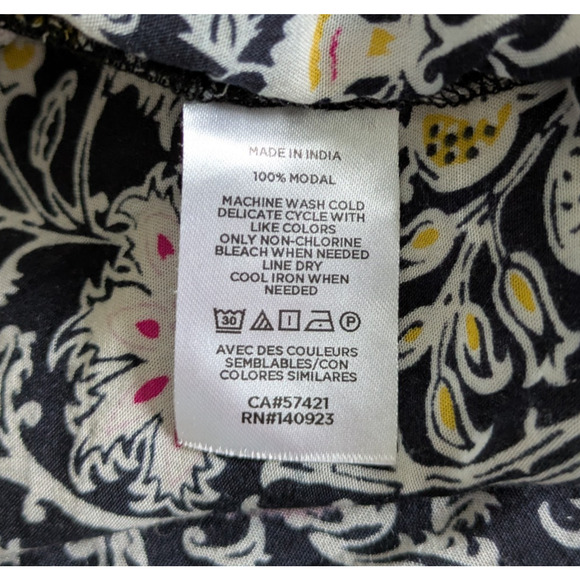 MADE IN INDIA
100% MODAL
MACHINE WASH COLD
DELICATE CYCLE WITH
LIKE COLORS
ONLY NON-CHLORINE
BLEACH WHEN NEEDED
LINE DRY
COOL IRON WHEN
NEEDED
30 P
AVEC DES COULEURS
SEMBLABLES/CON
COLORES SIMILARES
CA#57421
RN#140923